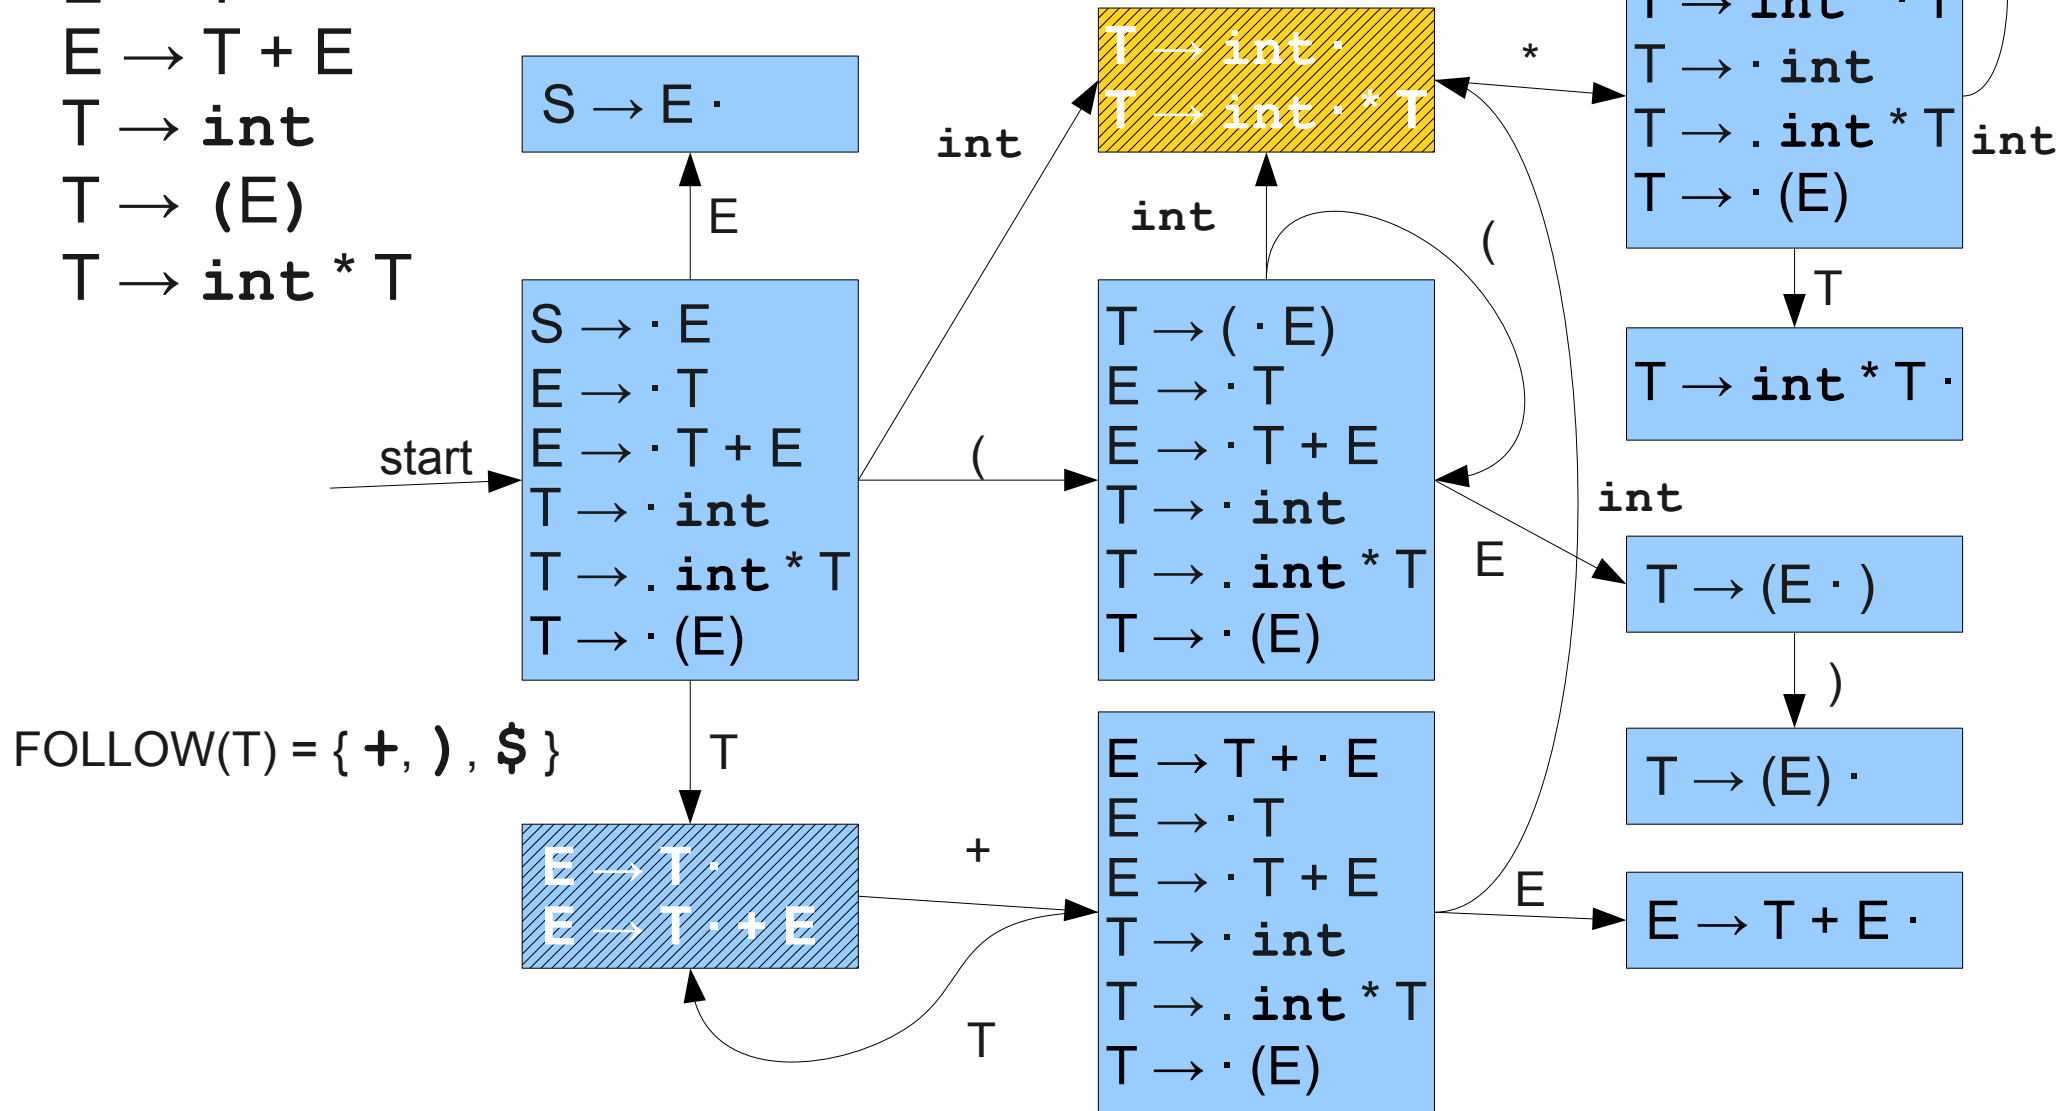 E → T + E
T → int
T → (E)
T → int * T
S → E ·
E
int
T → int ·
T → int · * T
*
T → int * · T
T → · int
T → . int * T
T → · (E)
int
T
T → int * T ·
start
S → · E
E → · T
E → · T + E
T → · int
T → . int * T
T → · (E)
(
int
(
T → ( · E)
E → · T
E → · T + E
T → · int
T → . int * T
T → · (E)
E
int
T → (E · )
)
T → (E) ·
FOLLOW(T) = { +, ) , $ }
T
E → T ·
E → T · + E
+
T
E → T + · E
E → · T
E → · T + E
T → · int
T → . int * T
T → · (E)
E
E → T + E ·